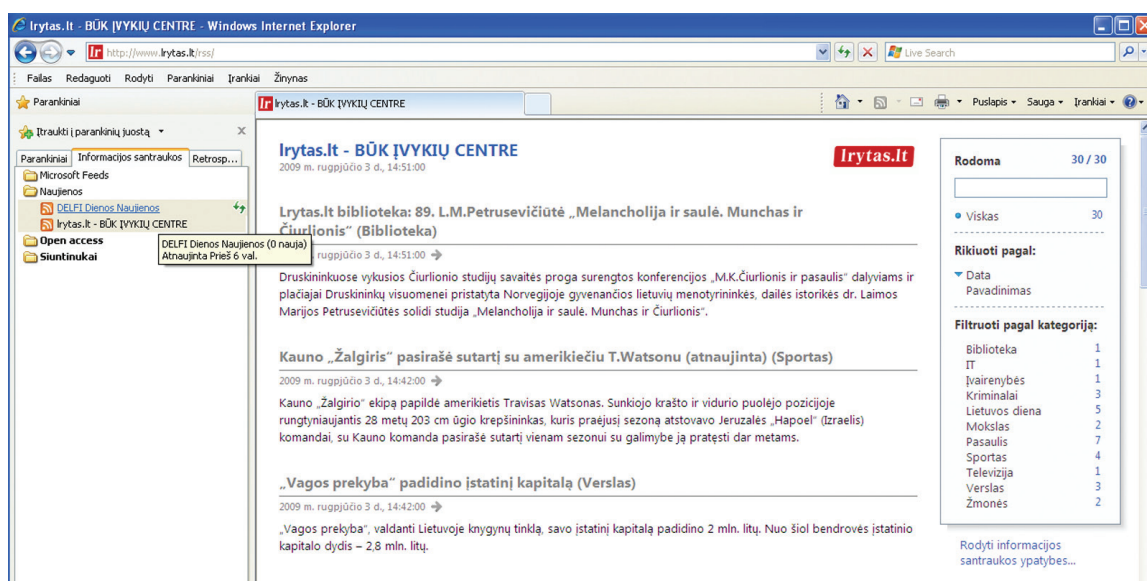 lrytas.lt - BŪK ĮVYKIŲ CENTRE - Windows Internet Explorer
http://www.lrytas.lt/rss/
Live Search
Failas Redaguoti Rodyti Parankiniai Įrankiai Žinynas
Parankiniai
lrytas.lt - BŪK ĮVYKIŲ CENTRE
Puslapis Sauga Įrankiai
Įtraukti į parankinių juostą
Parankiniai Informacijos santraukos Retrosp...
Microsoft Feeds
Naujienos
DELFI Dienos Naujienos
lrytas.lt - BŪK ĮVYKIŲ CENTRE
Open access
Siuntinukai
DELFI Dienos Naujienos (0 nauja)
Atnaujinta Prieš 6 val.
lrytas.lt - BŪK ĮVYKIŲ CENTRE
2009 m. rugpjūčio 3 d., 14:51:00
lrytas.lt
Lrytas.lt biblioteka: 89. L.M.Petrusevičiūtė „Melancholija ir saulė. Munchas ir
Čiurlionis“ (Biblioteka)
rugpjūčio 3 d., 14:51:00
Druskininkuose vykusios Čiurlionio studijų savaitės proga surengtos konferencijos „M.K.Čiurlionis ir pasaulis“ dalyviams ir
plačiajai Druskininkų visuomenei pristatyta Norvegijoje gyvenančios lietuvių menotyrininkės, dailės istorikės dr. Laimos
Marijos Petrusevičiūtės solidi studija „Melancholija ir saulė. Munchas ir Čiurlionis“.
Kauno „Žalgiris“ pasirašė sutartį su amerikiečiu T.Watsonu (atnaujinta) (Sportas)
2009 m. rugpjūčio 3 d., 14:42:00
Kauno „Žalgirio“ ekipą papildė amerikietis Travisas Watsonas. Sunkiojo krašto ir vidurio puolėjo pozicijoje
rungtyniaujantis 28 metų 203 cm ūgio krepšininkas, kuris praėjusį sezoną atstovavo Jeruzalės „Hapoel“ (Izraelis)
komandai, su Kauno komanda pasirašė sutartį vienam sezonui su galimybe ją pratęsti dar metams.
„Vagos prekyba“ padidino įstatinį kapitalą (Verslas)
2009 m. rugpjūčio 3 d., 14:42:00
„Vagos prekyba“, valdanti Lietuvoje knygynų tinklą, savo įstatinį kapitalą padidino 2 mln. litų. Nuo šiol bendrovės įstatinio
kapitalo dydis – 2,8 mln. litų.
Rodoma 30 / 30
Viskas 30
Rikiuoti pagal:
Data
Pavadinimas
Filtruoti pagal kategoriją:
Biblioteka 1
IT 1
Įvairenybės 1
Kriminalai 3
Lietuvos diena 5
Mokslas 2
Pasaulis 7
Sportas 4
Televizija 1
Verslas 3
Žmonės 2
Rodyti informacijos
santraukos ypatybes...